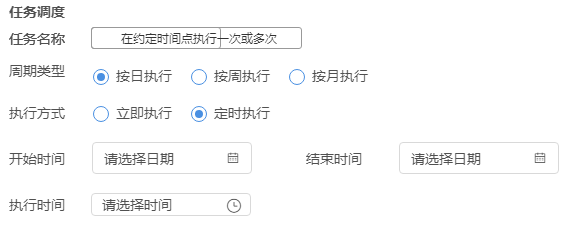 任务调度
任务名称 在约定时间点执行一次或多次
周期类型 按日执行 按周执行 按月执行
执行方式 立即执行 定时执行
开始时间 请选择日期 结束时间 请选择日期
执行时间 请选择时间